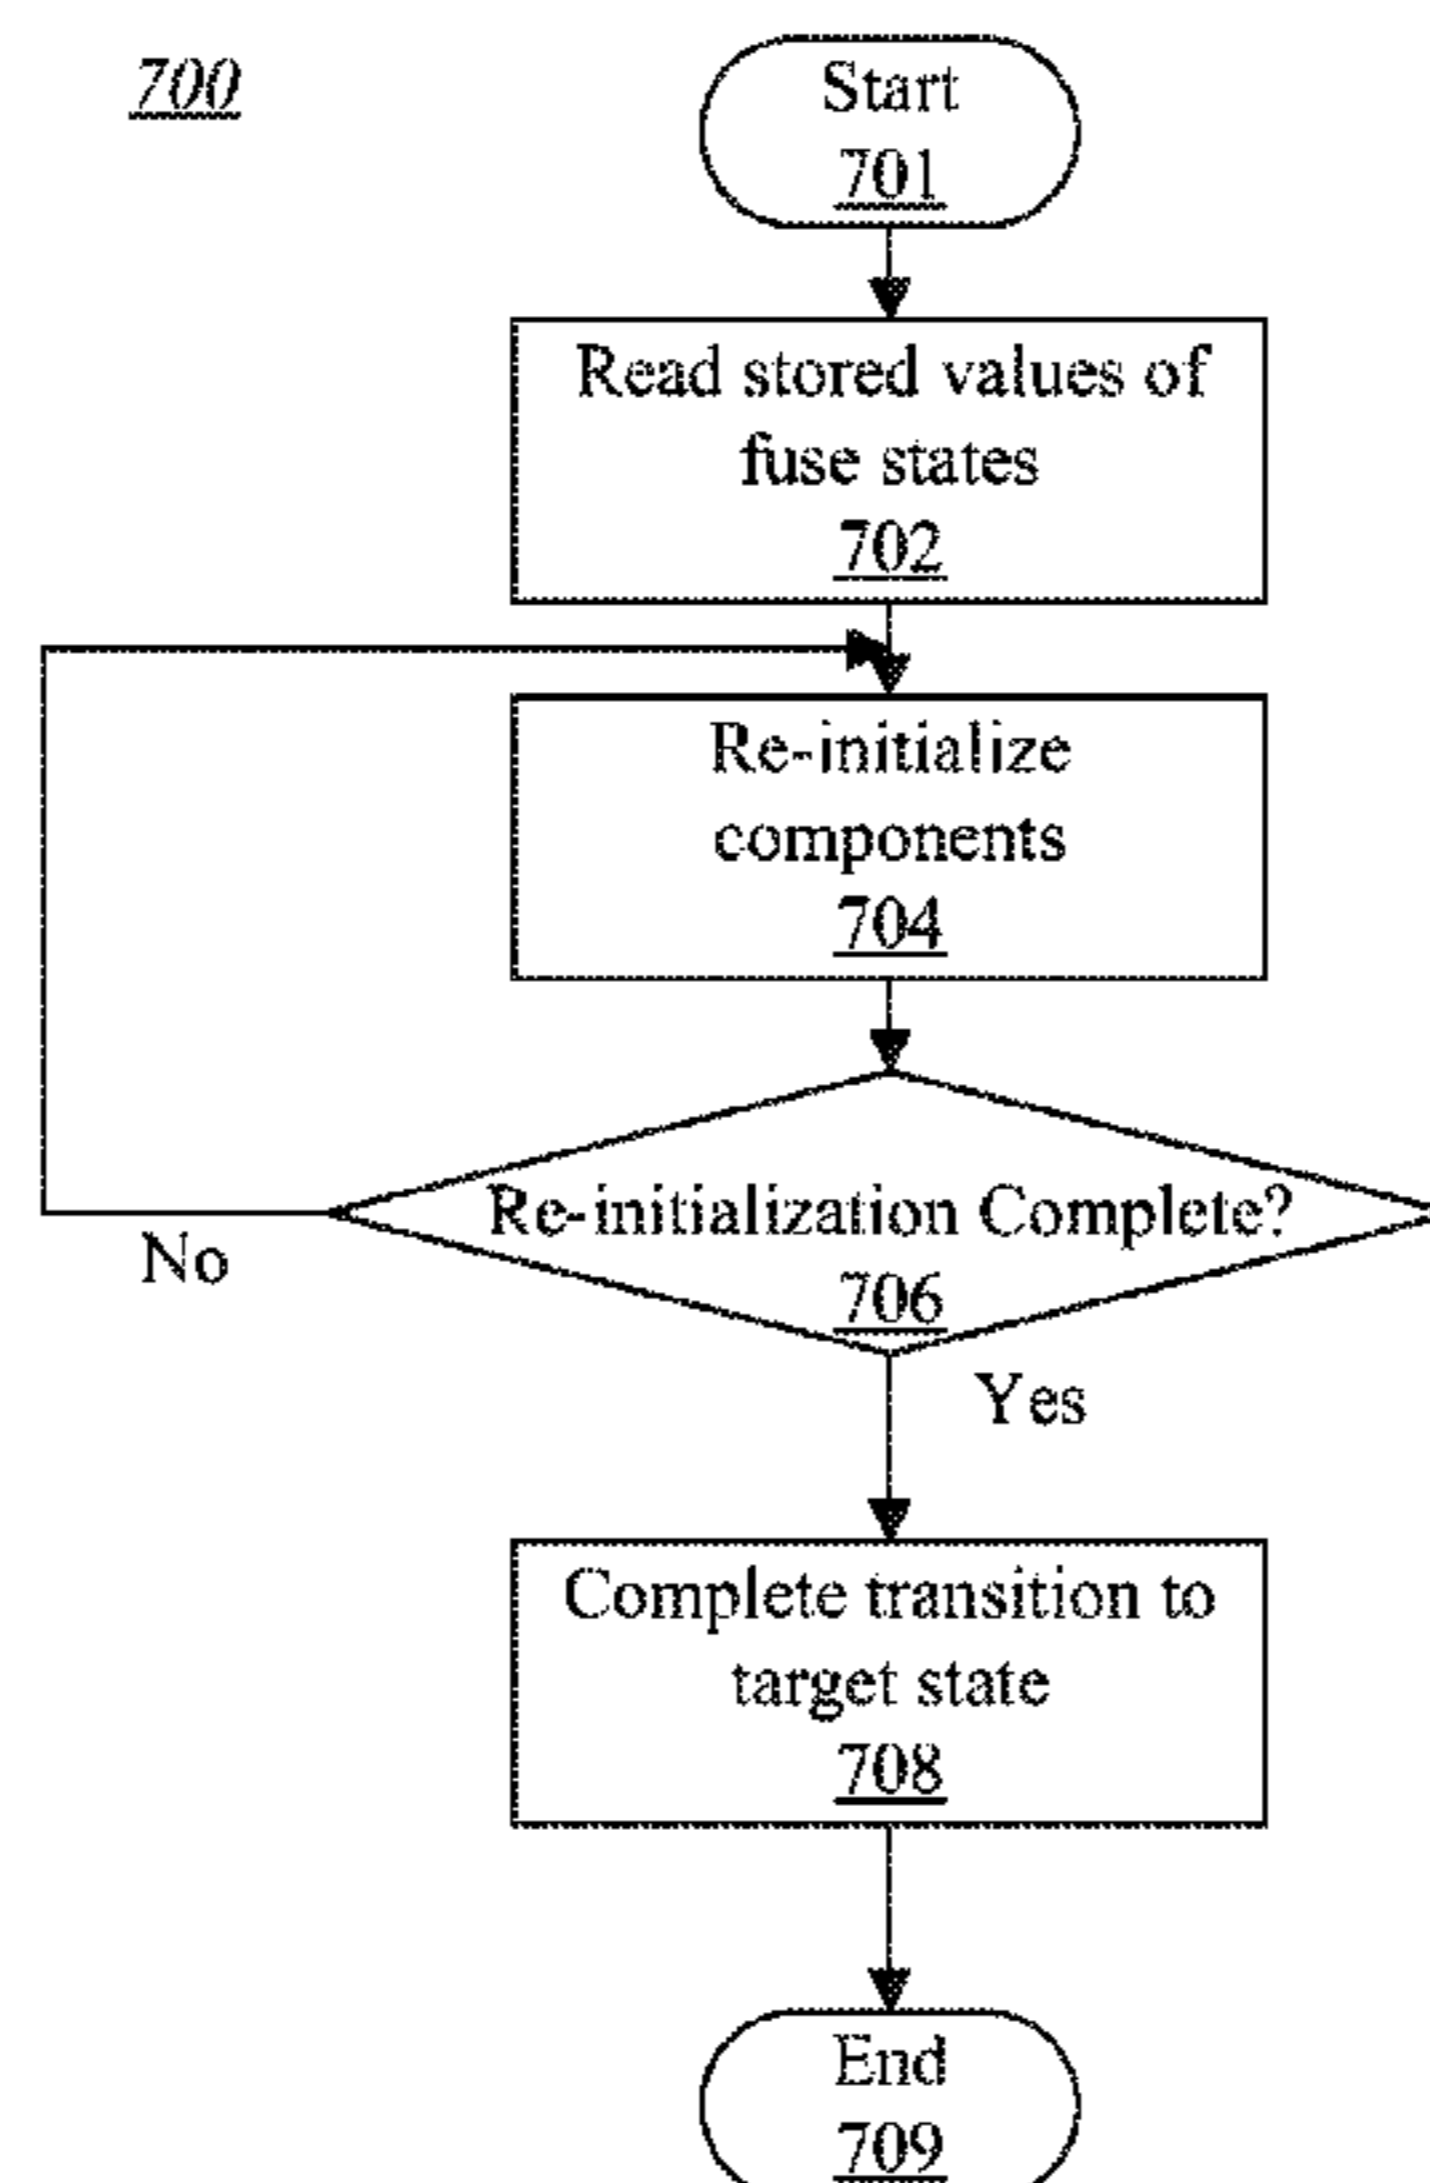 700
Start
701
Read stored values of
fuse states
702
Re-initialize
components
704
Re-initialization Complete?
706
No
Yes
Complete transition to
target state
708
End
709